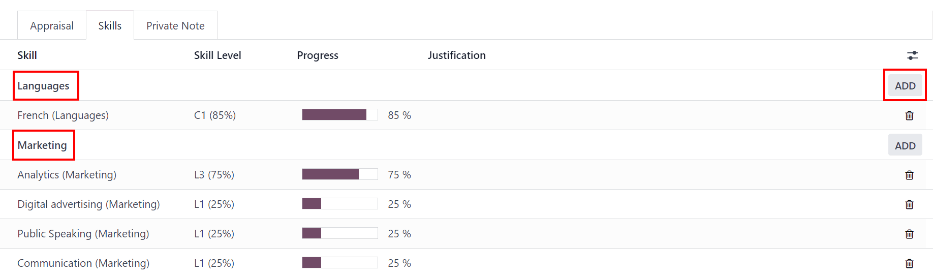 Appraisal Skills Private Note
Skill Skill Level Progress Justification
Languages ADD
French (Languages) C1 (85%) 85 %
Marketing ADD
Analytics (Marketing) L3 (75%) 75 %
Digital advertising (Marketing) L1 (25%) 25 %
Public Speaking (Marketing) L1 (25%) 25 %
Communication (Marketing) L1 (25%) 25 %